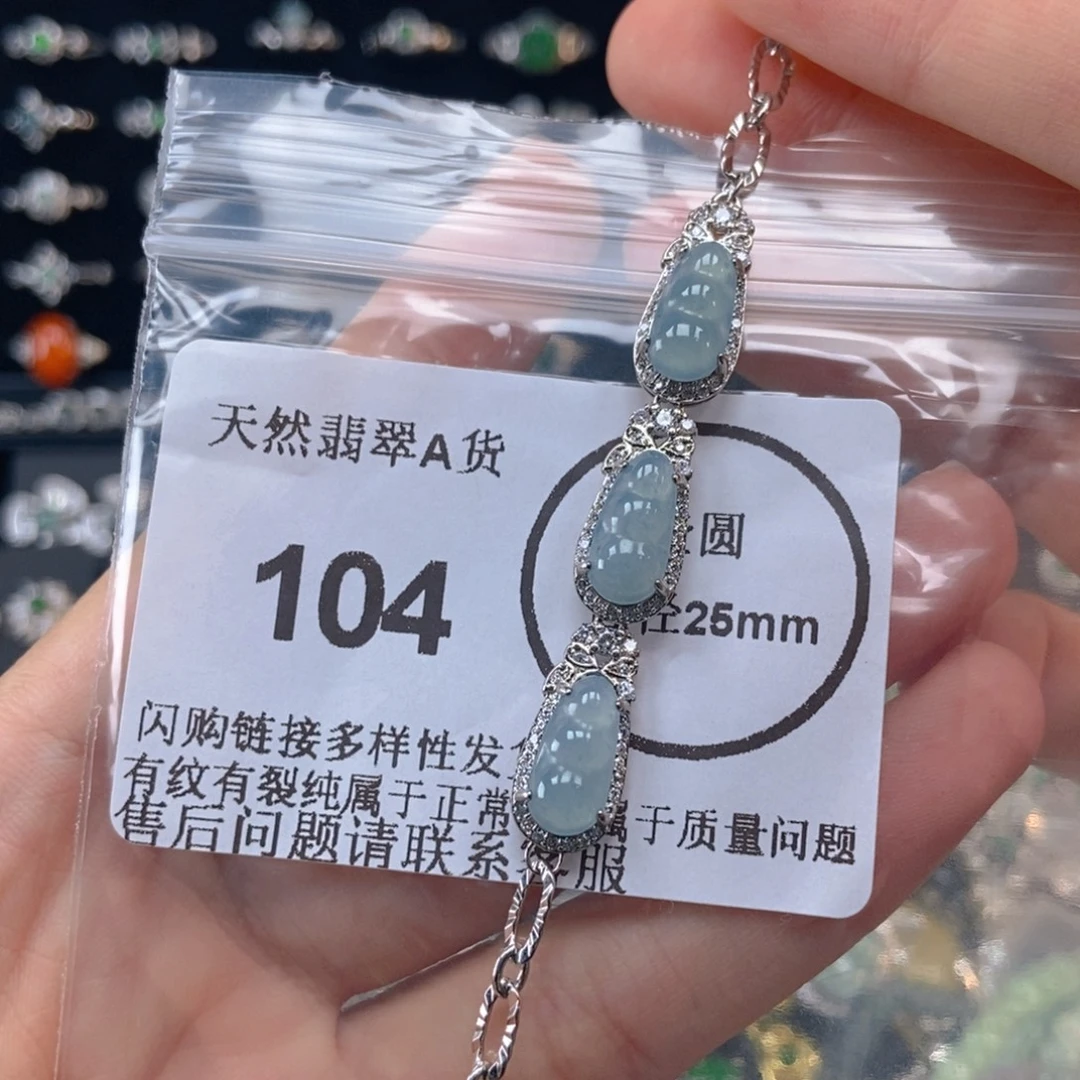 天然翡翠A货
104
圆
径25mm
闪购链接多样性发
有纹有裂纯属于正常 属于质量问题
售后问题请联系客服